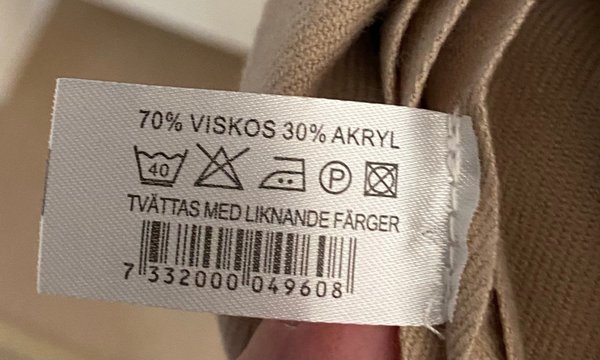 70% VISKOS 30% AKRYL
40 P
TVÄTTAS MED LIKNANDE FÄRGER
7 332000 049608